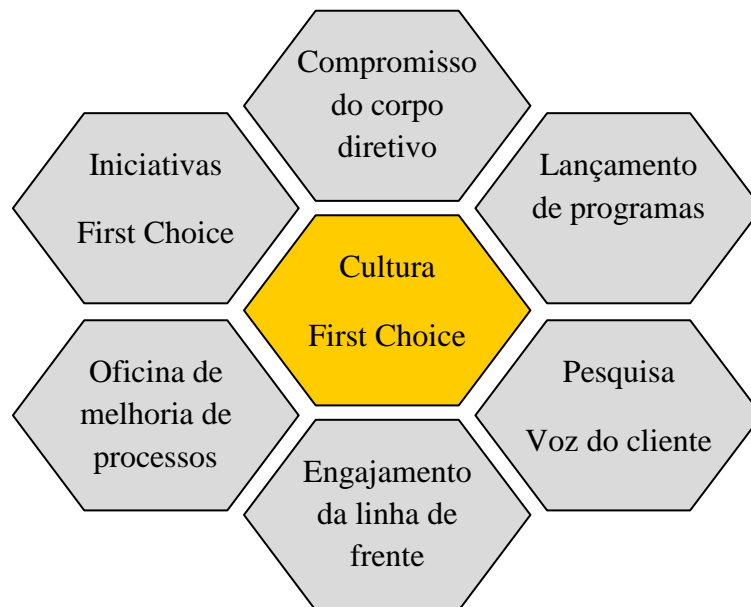 Compromisso
do corpo
diretivo
Iniciativas
First Choice
Lançamento
de programas
Cultura
First Choice
Oficina de
melhoria de
processos
Pesquisa
Voz do cliente
Engajamento
da linha de
frente